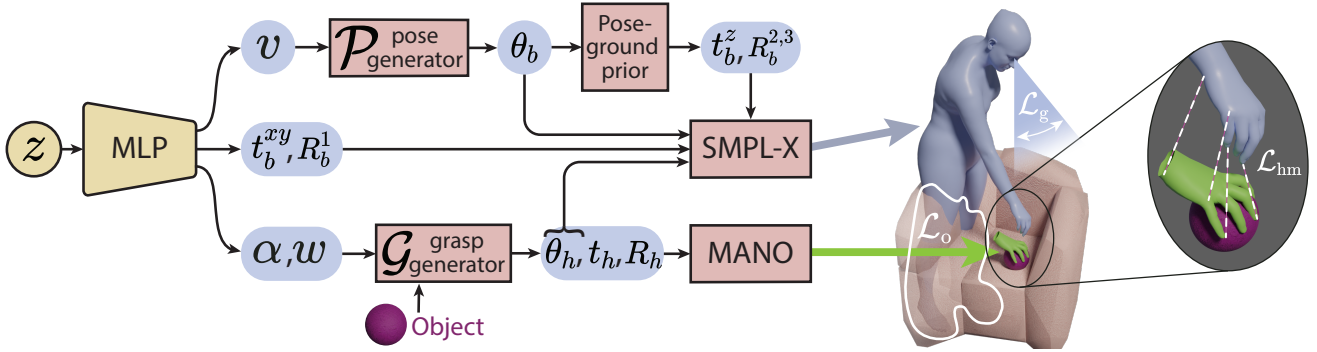 z
MLP
v
𝒫 pose generator
θ_b
Pose-
ground
prior
t_b^z, R_b^{2,3}
t_b^{xy}, R_b^1
SMPL-X
α,w
𝒢 grasp generator
Object
θ_h, t_h, R_h
MANO
ℒ_g
ℒ_o
ℒ_hm